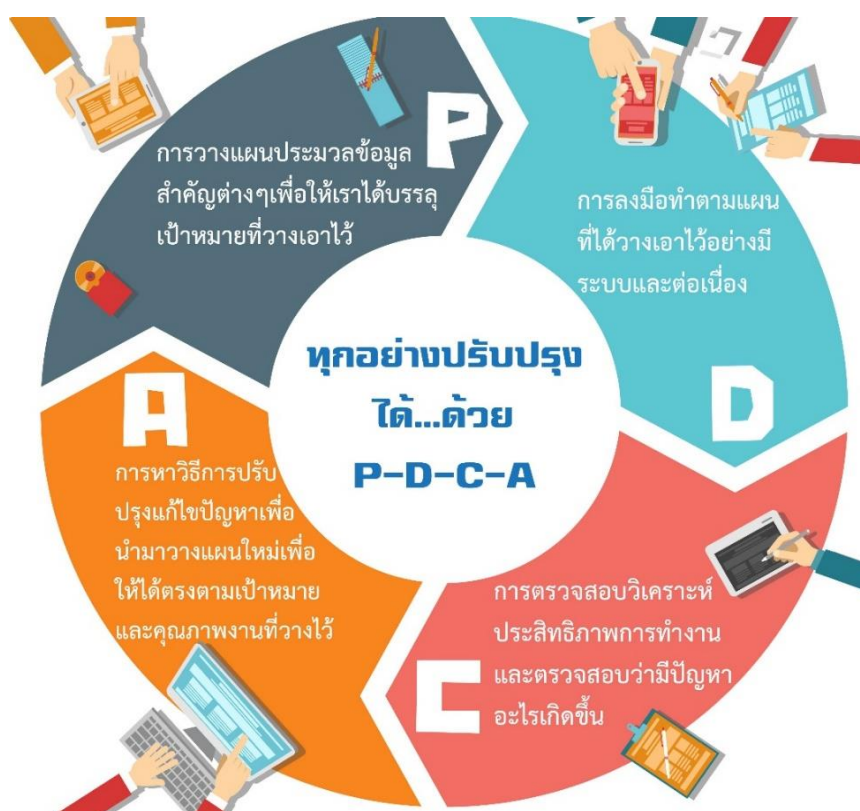 P
การวางแผนประมวลข้อมูล
สำคัญต่างๆเพื่อให้เราได้บรรลุ
เป้าหมายที่วางเอาไว้
การลงมือทำตามแผน
ที่ได้วางเอาไว้อย่างมี
ระบบและต่อเนื่อง
D
ทุกอย่างปรับปรุง
ได้...ด้วย
P-D-C-A
การตรวจสอบวิเคราะห์
ประสิทธิภาพการทำงาน
และตรวจสอบว่ามีปัญหา
อะไรเกิดขึ้น
C
A
การหาวิธีการปรับ
ปรุงแก้ไขปัญหาเพื่อ
นำมาวางแผนใหม่เพื่อ
ให้ได้ตรงตามเป้าหมาย
และคุณภาพงานที่วางไว้